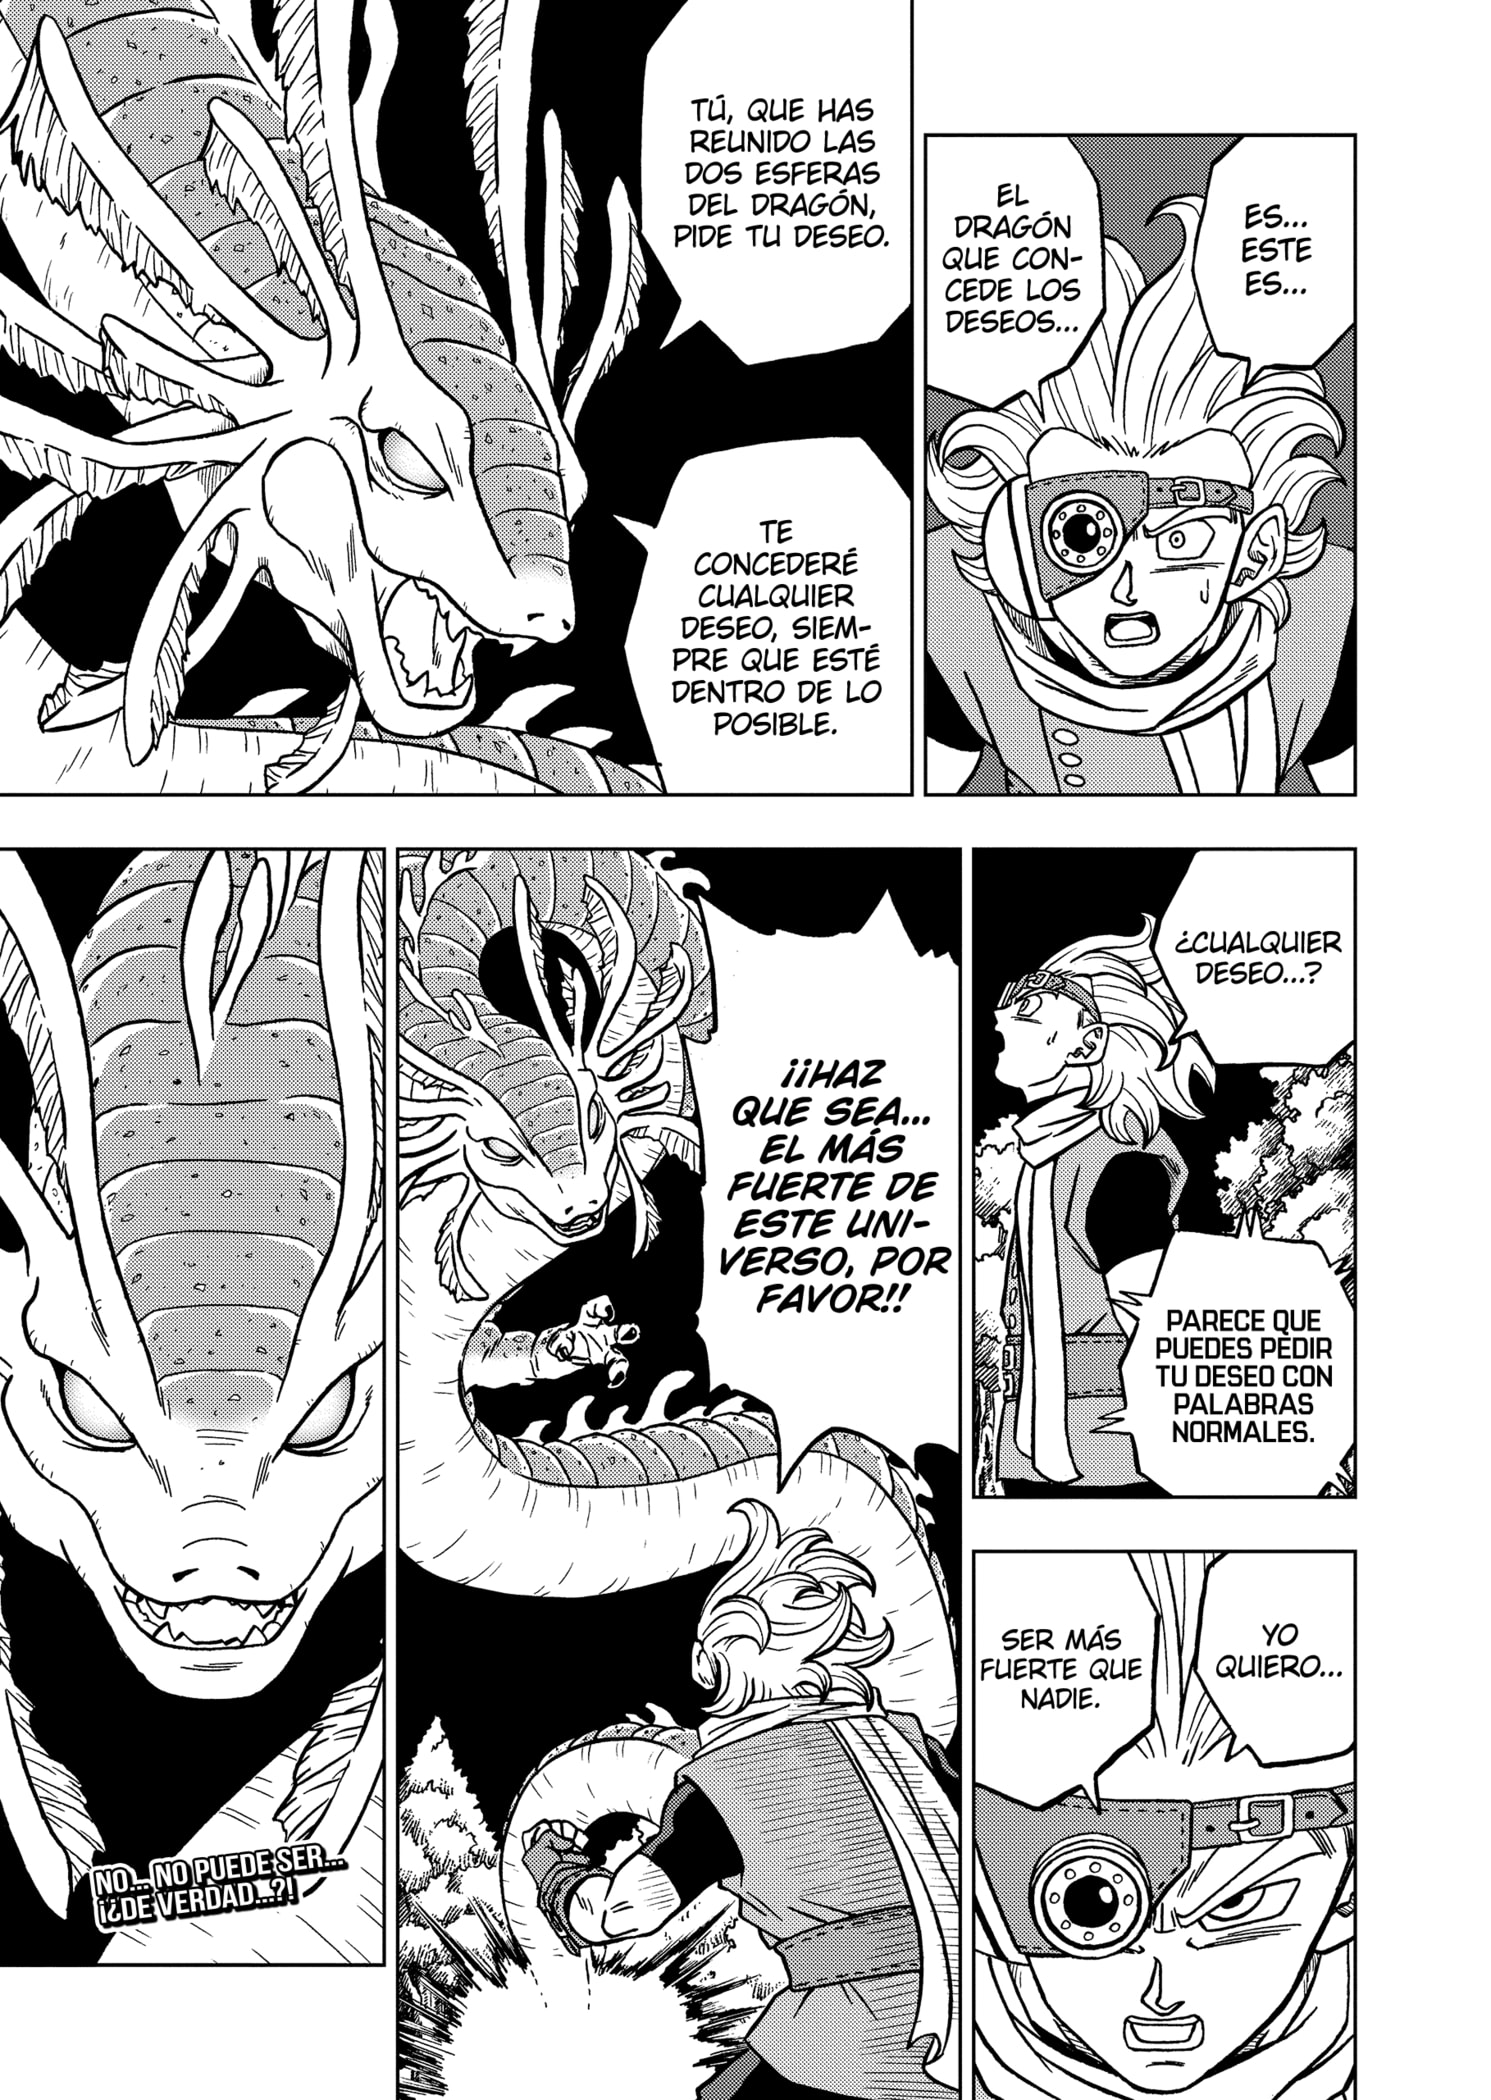 ES...
ESTE
ES...
EL
DRAGÓN
QUE CON-
CEDE LOS
DESEOS...
TÚ, QUE HAS
REUNIDO LAS
DOS ESFERAS
DEL DRAGÓN,
PIDE TU DESEO.
TE
CONCEDERÉ
CUALQUIER
DESEO, SIEM-
PRE QUE ESTÉ
DENTRO DE LO
POSIBLE.
¿CUALQUIER
DESEO...?
PARECE QUE
PUEDES PEDIR
TU DESEO CON
PALABRAS
NORMALES.
YO
QUIERO...
SER MÁS
FUERTE QUE
NADIE.
¡¡HAZ
QUE SEA...
EL MÁS
FUERTE DE
ESTE UNI-
VERSO, POR
FAVOR!!
NO... NO PUEDE SER...
¡¿DE VERDAD...?!